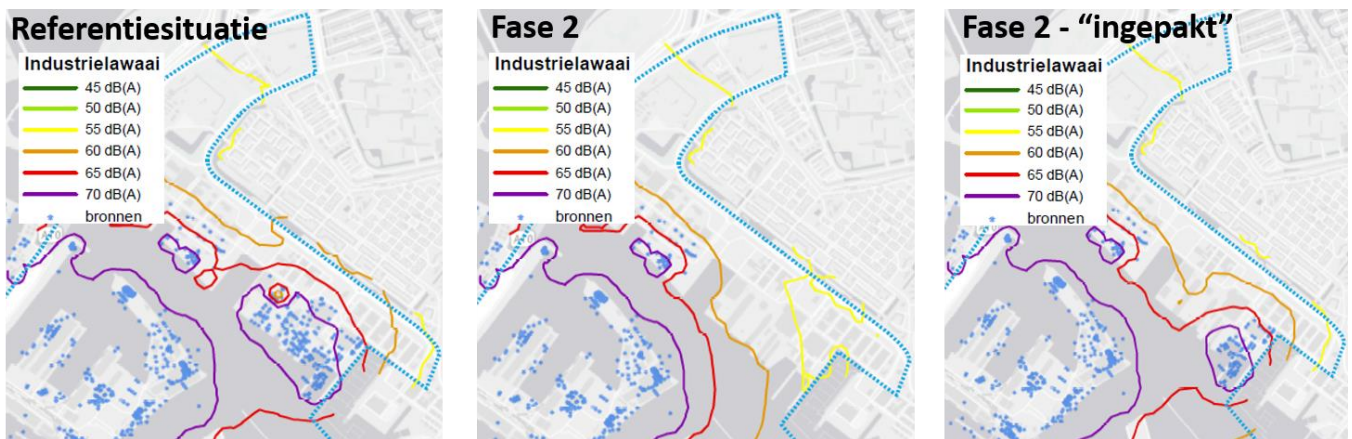 Referentiesituatie
Industrielawaai
45 dB(A)
50 dB(A)
55 dB(A)
60 dB(A)
65 dB(A)
70 dB(A)
bronnen
Fase 2
Industrielawaai
45 dB(A)
50 dB(A)
55 dB(A)
60 dB(A)
65 dB(A)
70 dB(A)
bronnen
Fase 2 - “ingepakt”
Industrielawaai
45 dB(A)
50 dB(A)
55 dB(A)
60 dB(A)
65 dB(A)
70 dB(A)
bronnen